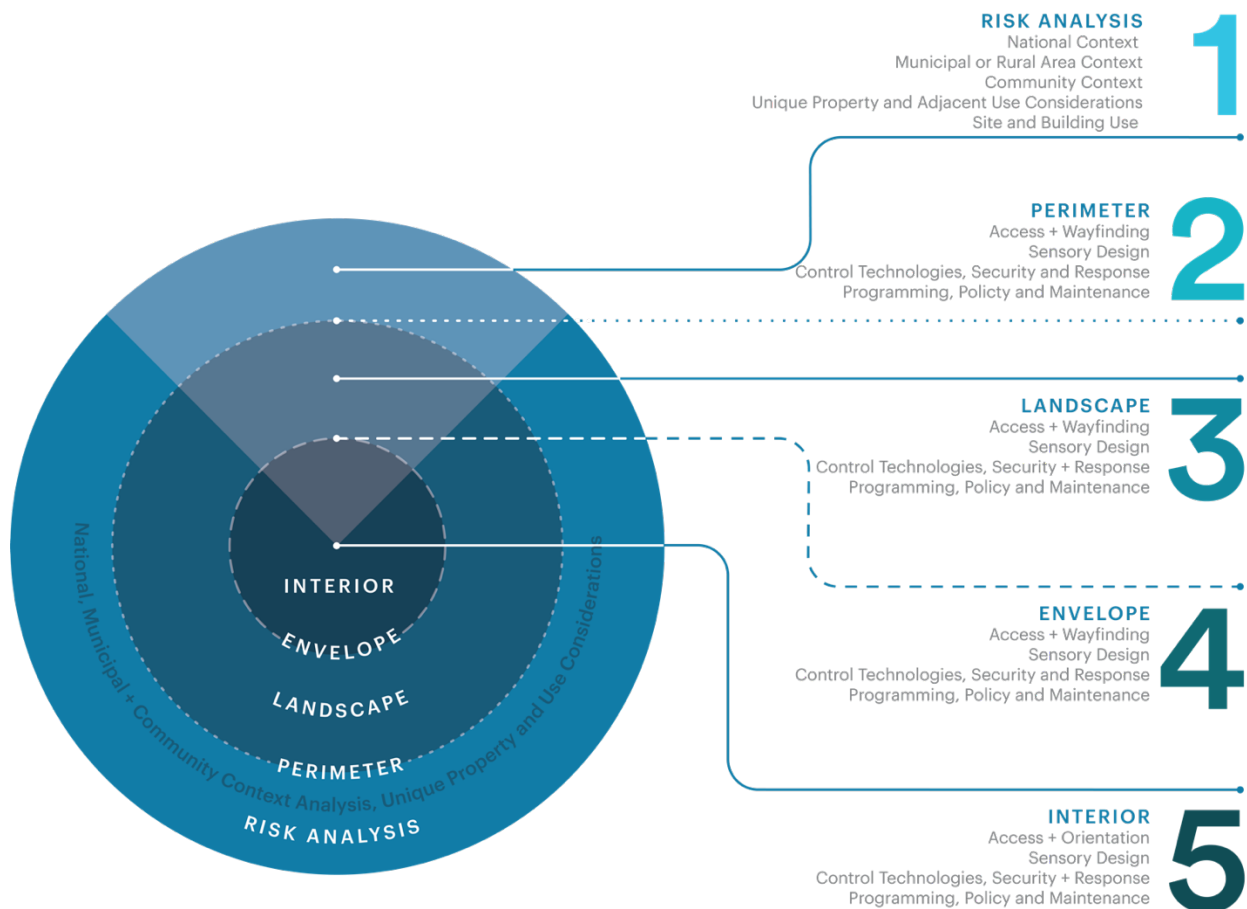 RISK ANALYSIS
National Context
Municipal or Rural Area Context
Community Context
Unique Property and Adjacent Use Considerations
Site and Building Use
1
PERIMETER
Access + Wayfinding
Sensory Design
Control Technologies, Security and Response
Programming, Policty and Maintenance
2
LANDSCAPE
Access + Wayfinding
Sensory Design
Control Technologies, Security + Response
Programming, Policy and Maintenance
3
ENVELOPE
Access + Wayfinding
Sensory Design
Control Technologies, Security and Response
Programming, Policy and Maintenance
4
INTERIOR
Access + Orientation
Sensory Design
Control Technologies, Security + Response
Programming, Policy and Maintenance
5
INTERIOR
ENVELOPE
LANDSCAPE
PERIMETER
National, Municipal + Community Context Analysis, Unique Property and Use Considerations
RISK ANALYSIS